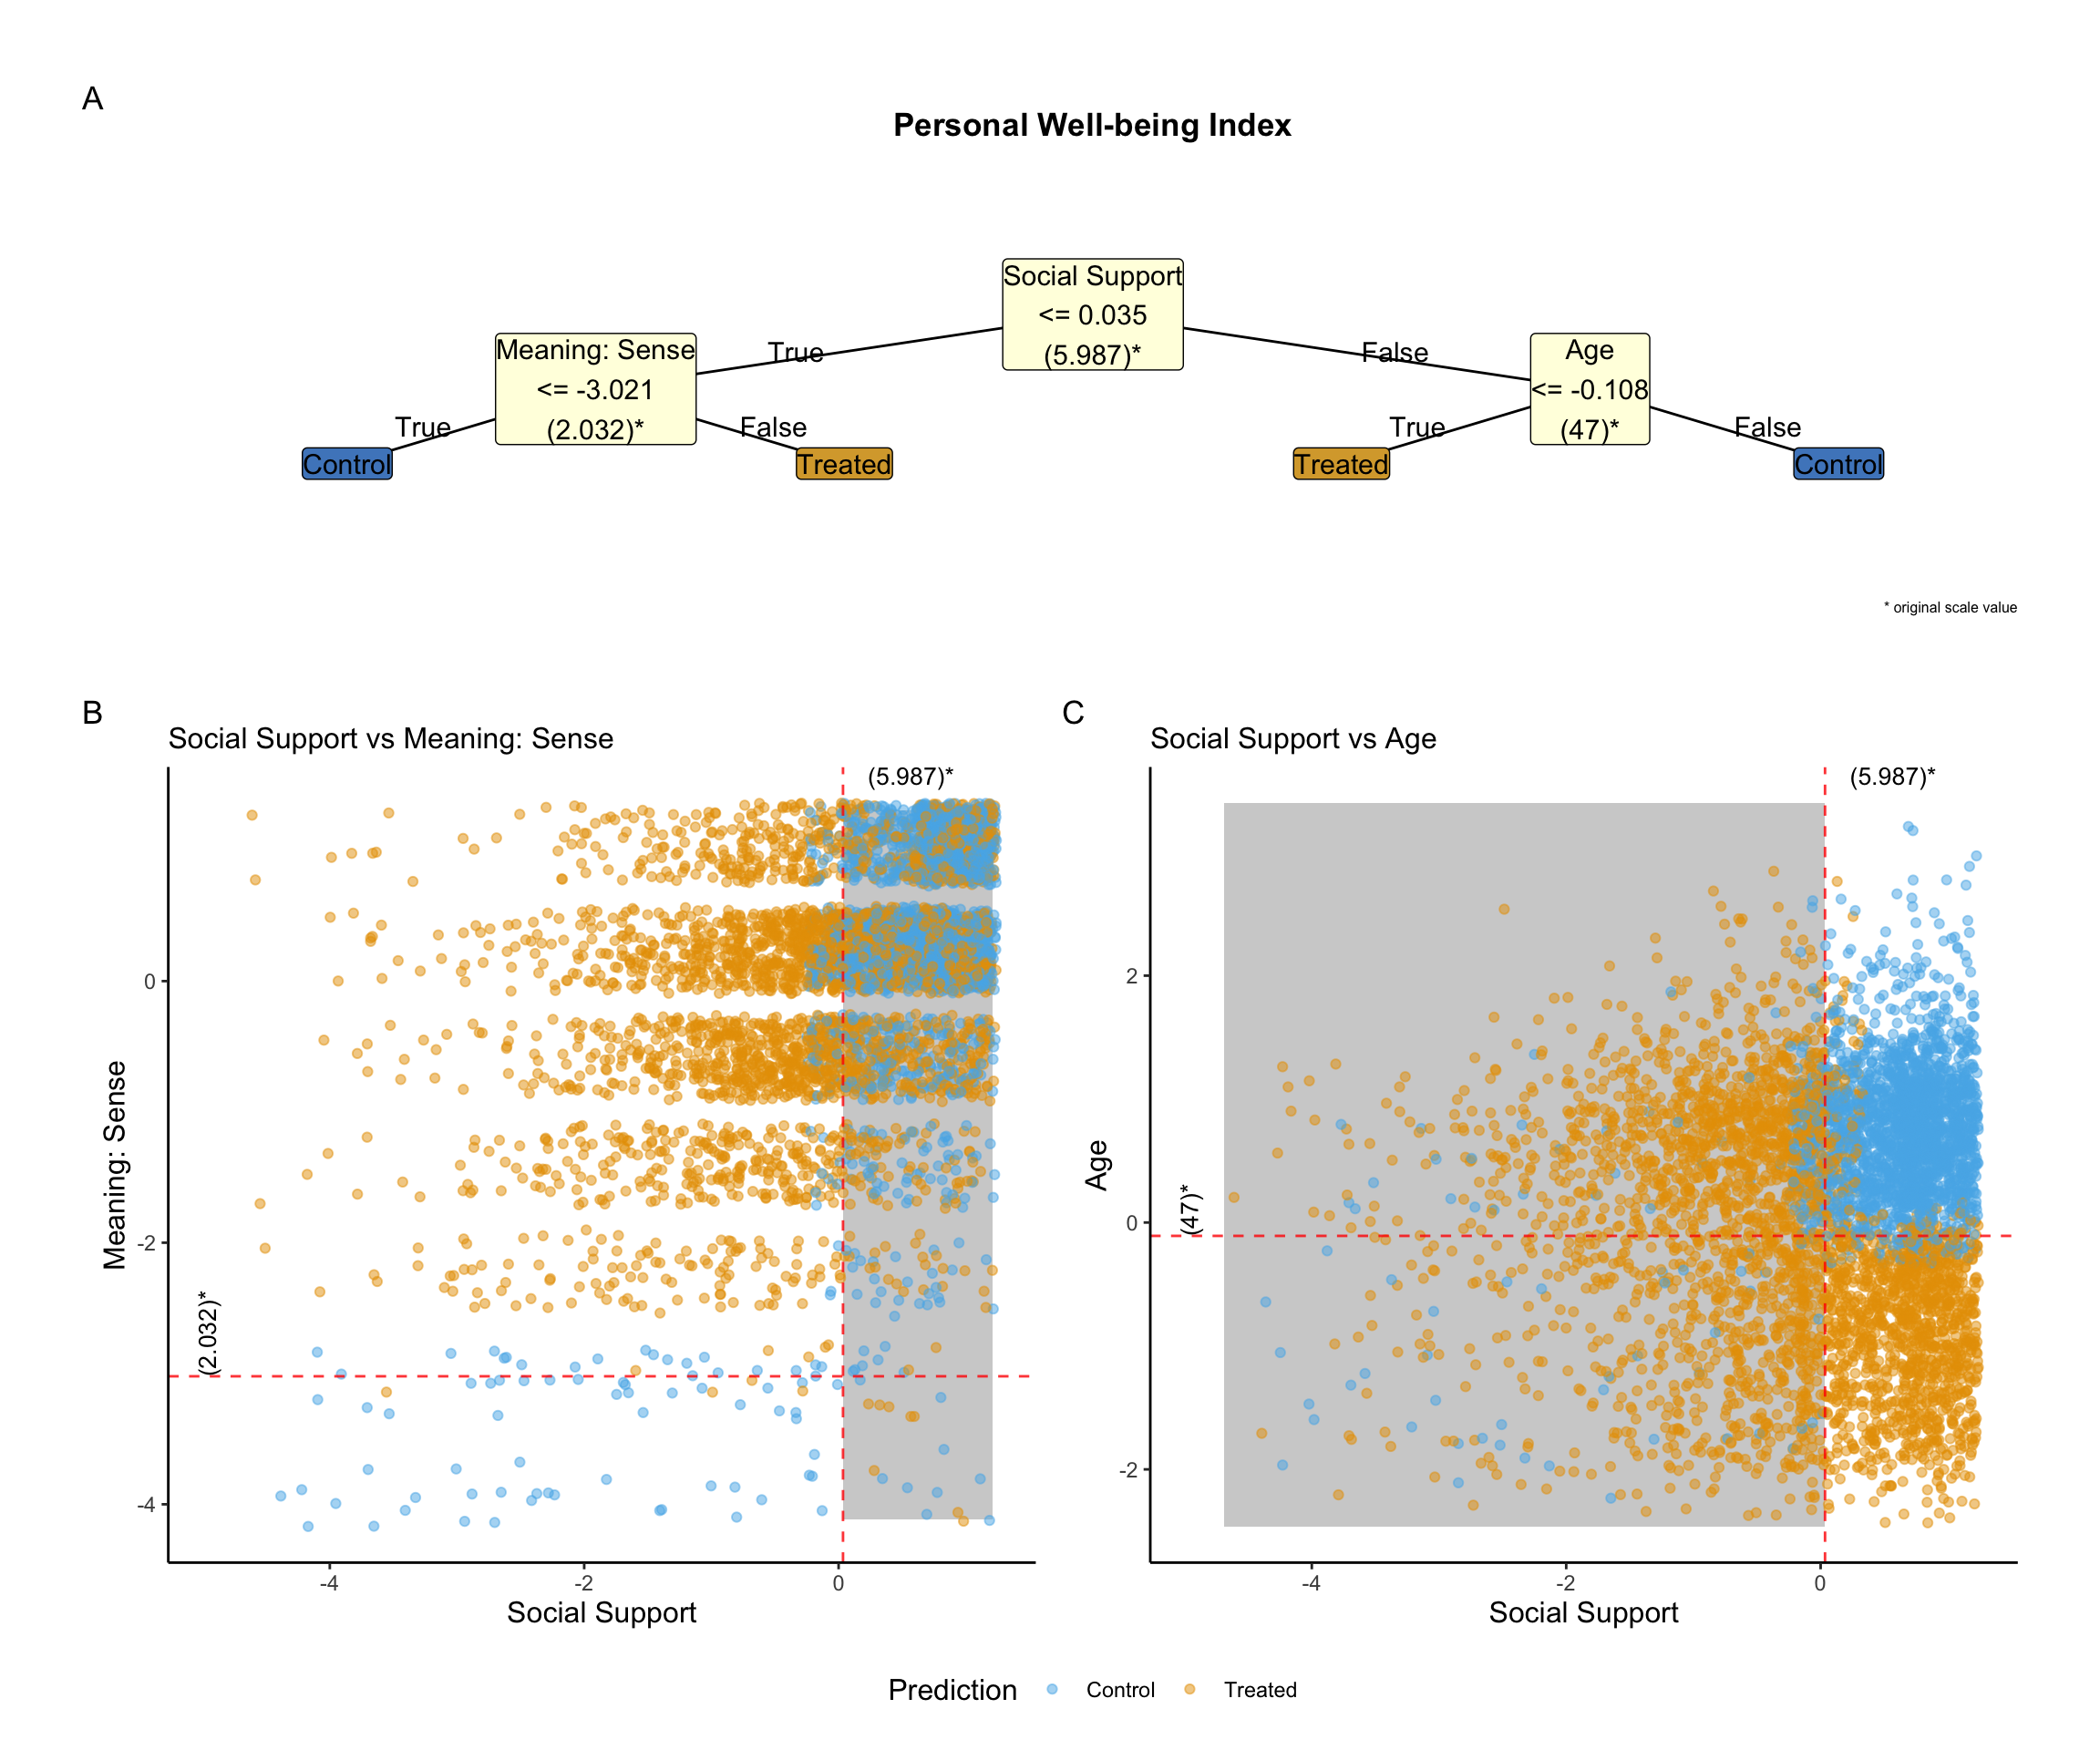 A
Personal Well-being Index
Social Support
<= 0.035
(5.987)*
Meaning: Sense
<= -3.021
(2.032)*
Age
<= -0.108
(47)*
True
False
True
False
True
False
Control
Treated
Treated
Control
* original scale value
B
Social Support vs Meaning: Sense
(5.987)*
(2.032)*
Meaning: Sense
0
-2
-4
-4
-2
0
Social Support
C
Social Support vs Age
(5.987)*
(47)*
Age
2
0
-2
-4
-2
0
Social Support
Prediction
Control
Treated